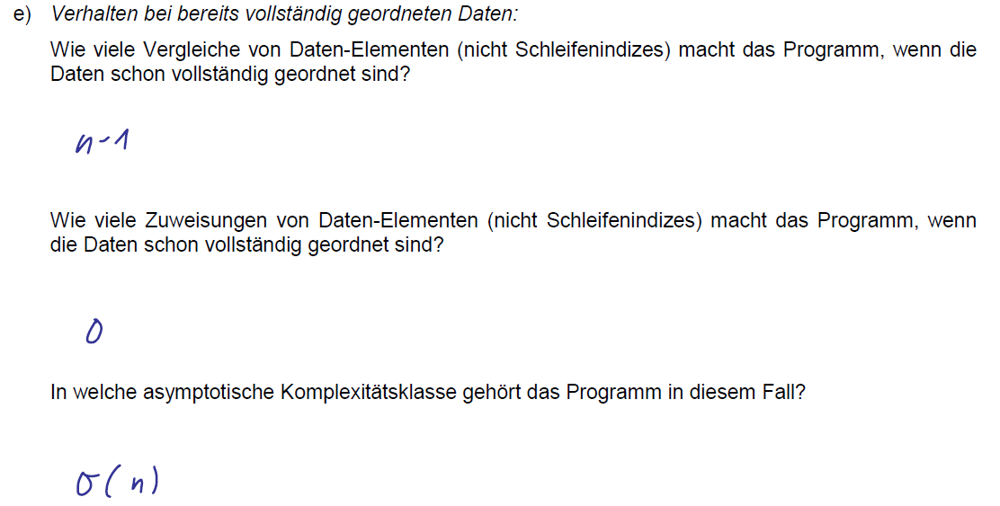 e) Verhalten bei bereits vollständig geordneten Daten:
Wie viele Vergleiche von Daten-Elementen (nicht Schleifenindizes) macht das Programm, wenn die
Daten schon vollständig geordnet sind?
n-1
Wie viele Zuweisungen von Daten-Elementen (nicht Schleifenindizes) macht das Programm, wenn
die Daten schon vollständig geordnet sind?
0
In welche asymptotische Komplexitätsklasse gehört das Programm in diesem Fall?
O(n)